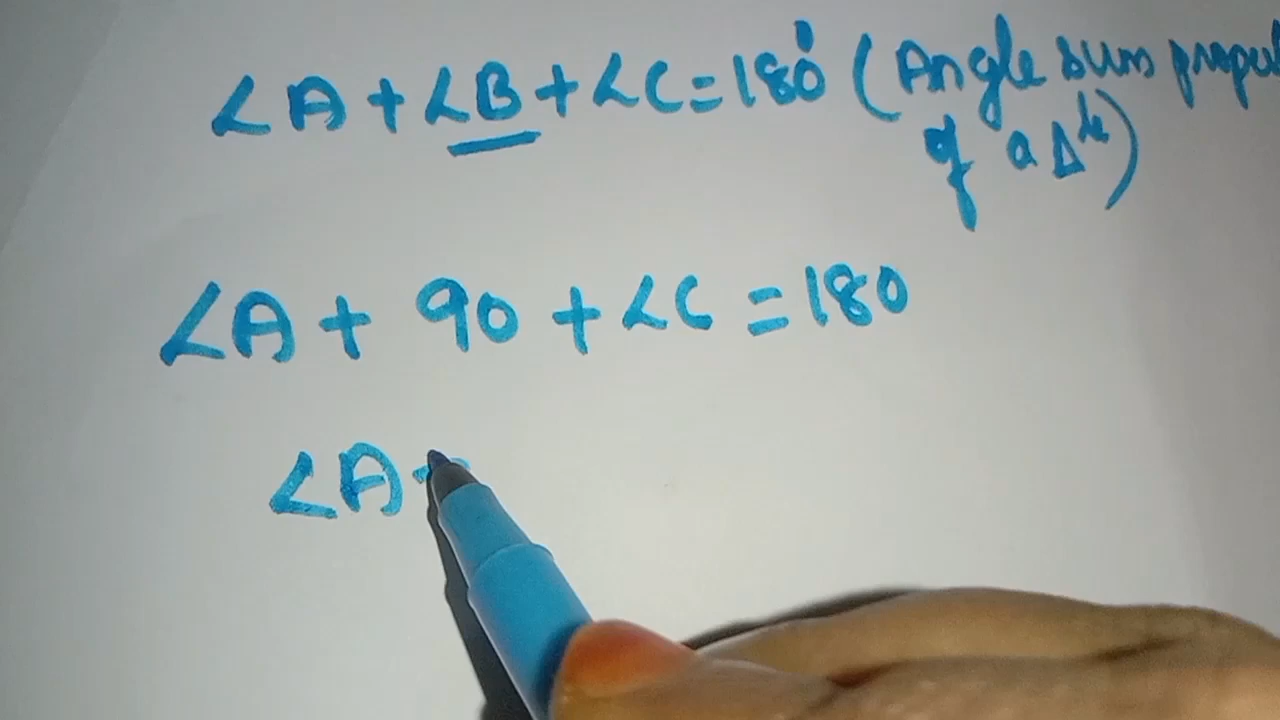 ∠A + ∠B + ∠C = 180° (Angle sum
of a Δle)
∠A + 90 + ∠C = 180
∠A +